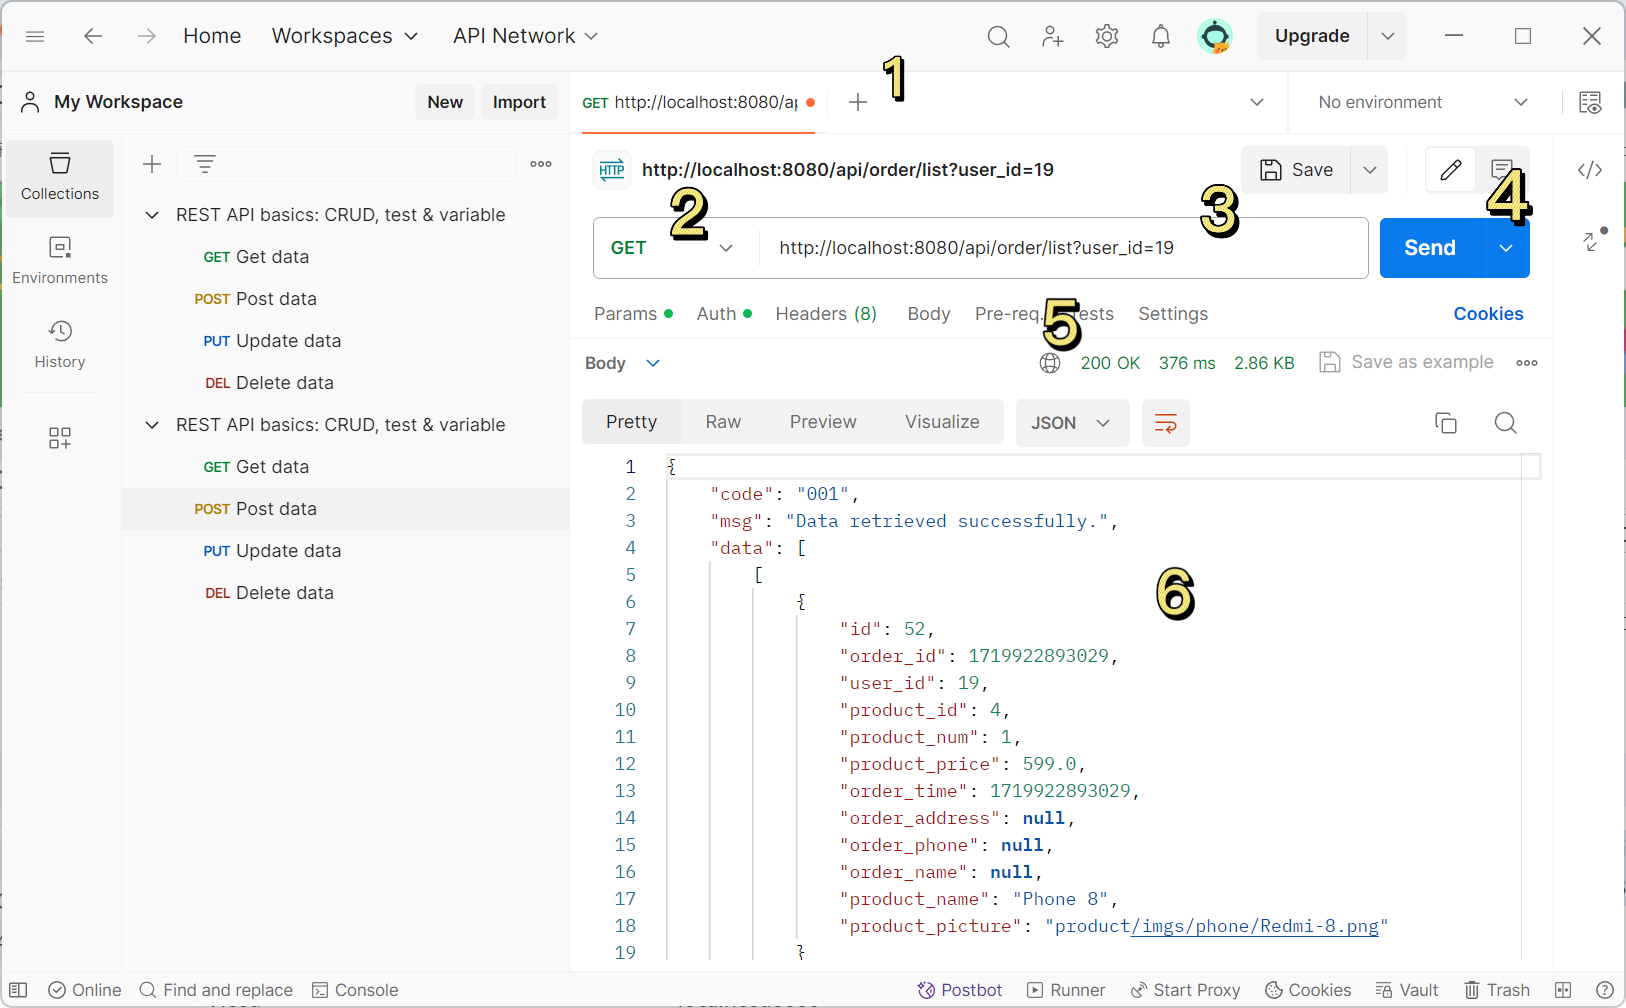 Home Workspaces API Network Upgrade
1
My Workspace New Import GET http://localhost:8080/ap No environment
Collections
Environments
History
REST API basics: CRUD, test & variable
GET Get data
POST Post data
PUT Update data
DEL Delete data
REST API basics: CRUD, test & variable
GET Get data
POST Post data
PUT Update data
DEL Delete data
HTTP http://localhost:8080/api/order/list?user_id=19 Save
2 3 4
GET http://localhost:8080/api/order/list?user_id=19 Send
Params Auth Headers (8) Body Pre-req. Settings Cookies
5
Body 200 OK 376 ms 2.86 KB Save as example
Pretty Raw Preview Visualize JSON
1 {
2 "code": "001",
3 "msg": "Data retrieved successfully.",
4 "data": [
5 [
6 {
6
7 "id": 52,
8 "order_id": 1719922893029,
9 "user_id": 19,
10 "product_id": 4,
11 "product_num": 1,
12 "product_price": 599.0,
13 "order_time": 1719922893029,
14 "order_address": null,
15 "order_phone": null,
16 "order_name": null,
17 "product_name": "Phone 8",
18 "product_picture": "product/imgs/phone/Redmi-8.png"
19 }
Online Find and replace Console Postbot Runner Start Proxy Cookies Vault Trash